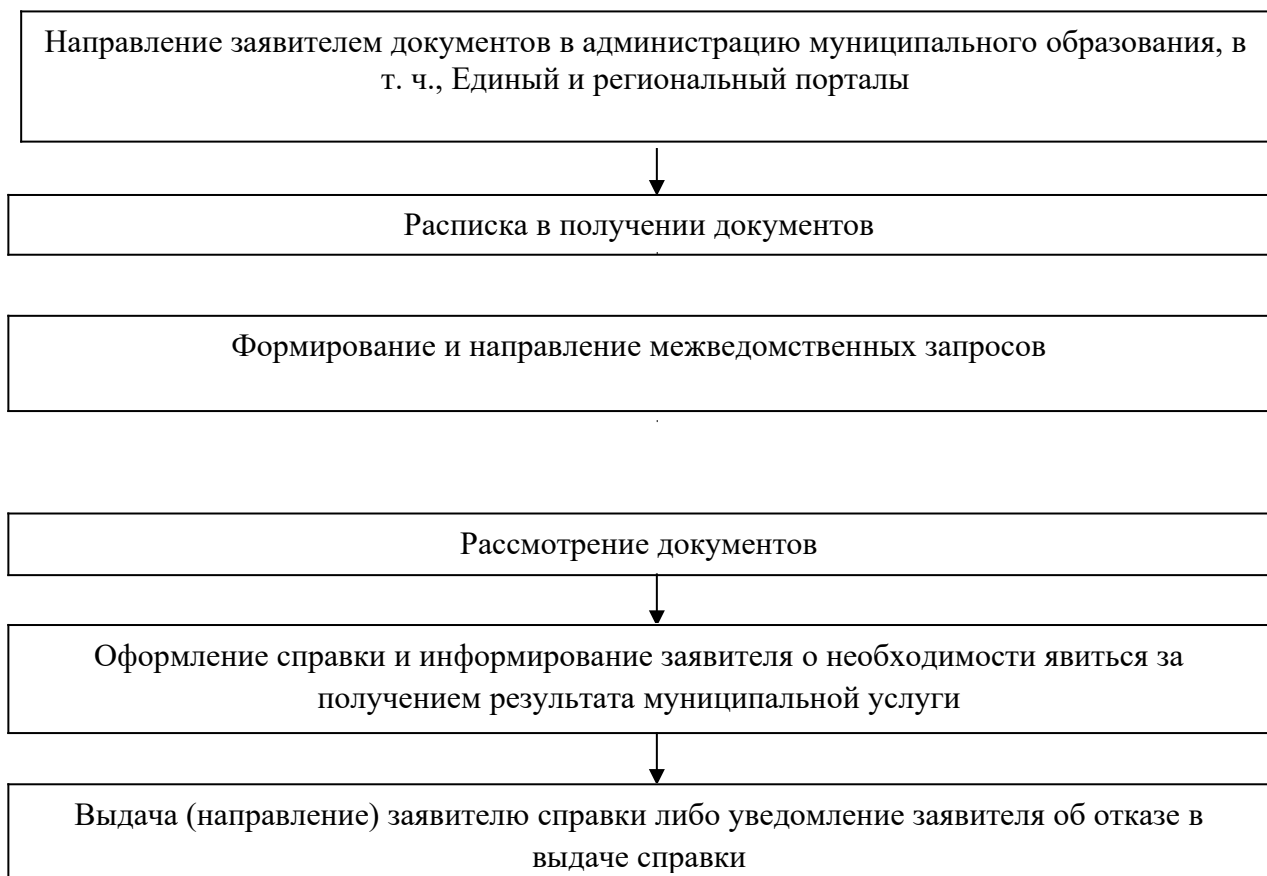 Направление заявителем документов в администрацию муниципального образования, в
т. ч., Единый и региональный порталы
Расписка в получении документов
Формирование и направление межведомственных запросов
Рассмотрение документов
Оформление справки и информирование заявителя о необходимости явиться за
получением результата муниципальной услуги
Выдача (направление) заявителю справки либо уведомление заявителя об отказе в
выдаче справки